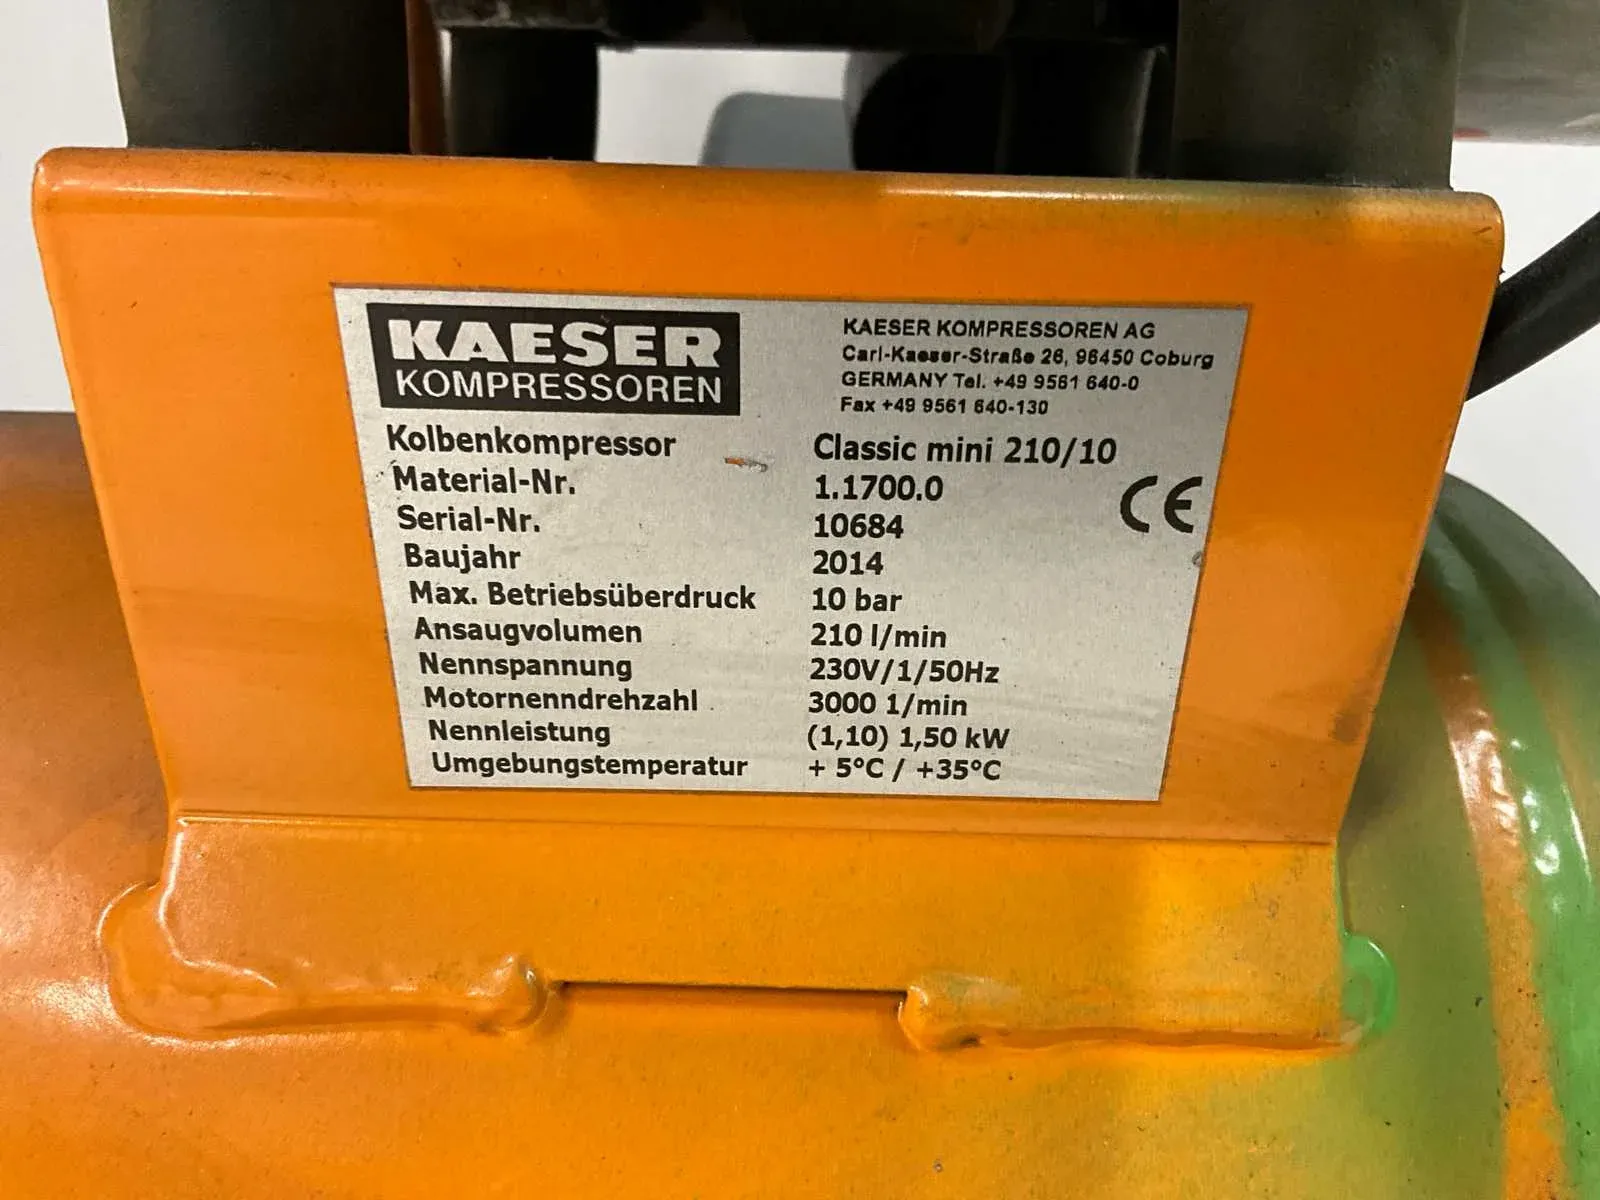 KAESER
KOMPRESSOREN
KAESER KOMPRESSOREN AG
Carl-Kaeser-Straße 26, 96450 Coburg
GERMANY Tel. +49 9561 640-0
Fax +49 9561 640-130
Kolbenkompressor Classic mini 210/10
Material-Nr. 1.1700.0
Serial-Nr. 10684
Baujahr 2014
Max. Betriebsüberdruck 10 bar
Ansaugvolumen 210 l/min
Nennspannung 230V/1/50Hz
Motornenndrehzahl 3000 1/min
Nennleistung (1,10) 1,50 kW
Umgebungstemperatur + 5°C / +35°C
CE